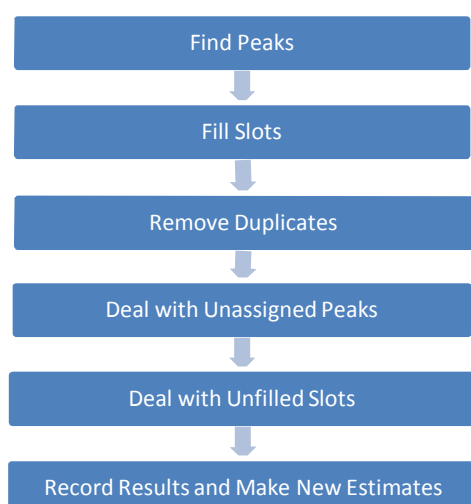 Find Peaks
Fill Slots
Remove Duplicates
Deal with Unassigned Peaks
Deal with Unfilled Slots
Record Results and Make New Estimates